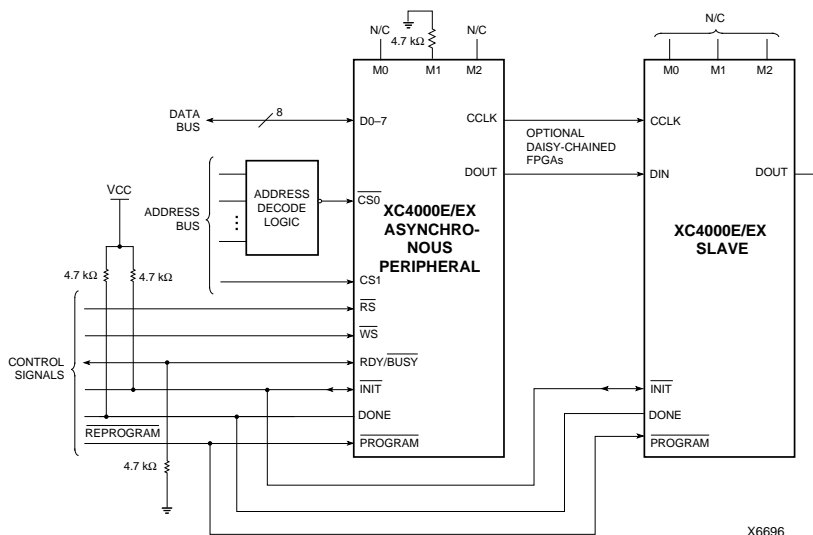 N/C
N/C
N/C
4.7 kΩ
M0
M1
M2
M0
M1
M2
DATA
BUS
8
D0–7
CCLK
OPTIONAL
DAISY-CHAINED
FPGAs
CCLK
DOUT
DIN
DOUT
ADDRESS
BUS
ADDRESS
DECODE
LOGIC
CS0
XC4000E/EX
ASYNCHRO-
NOUS
PERIPHERAL
XC4000E/EX
SLAVE
VCC
4.7 kΩ
4.7 kΩ
CS1
RS
WS
CONTROL
SIGNALS
RDY/BUSY
INIT
INIT
DONE
DONE
REPROGRAM
PROGRAM
PROGRAM
4.7 kΩ
X6696